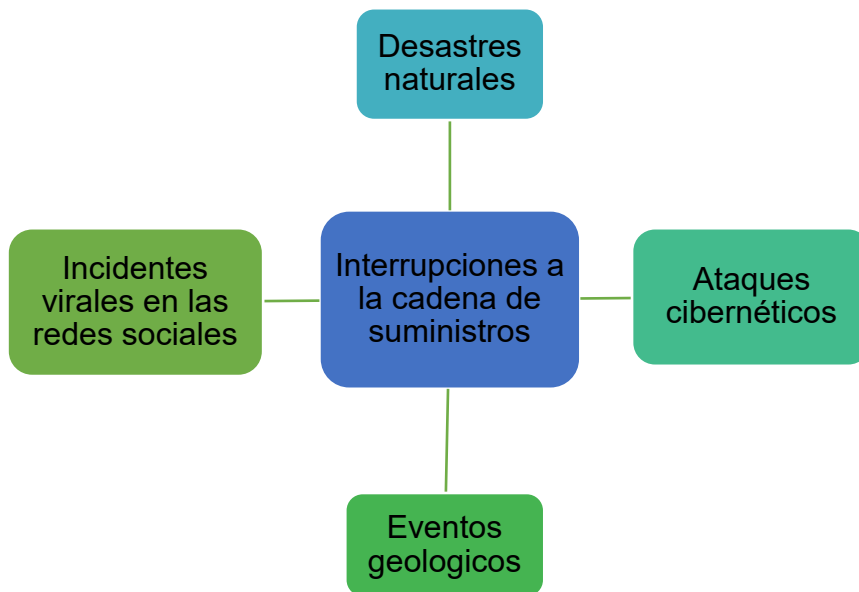 Desastres
naturales
Incidentes
virales en las
redes sociales
Interrupciones a
la cadena de
suministros
Ataques
cibernéticos
Eventos
geologicos